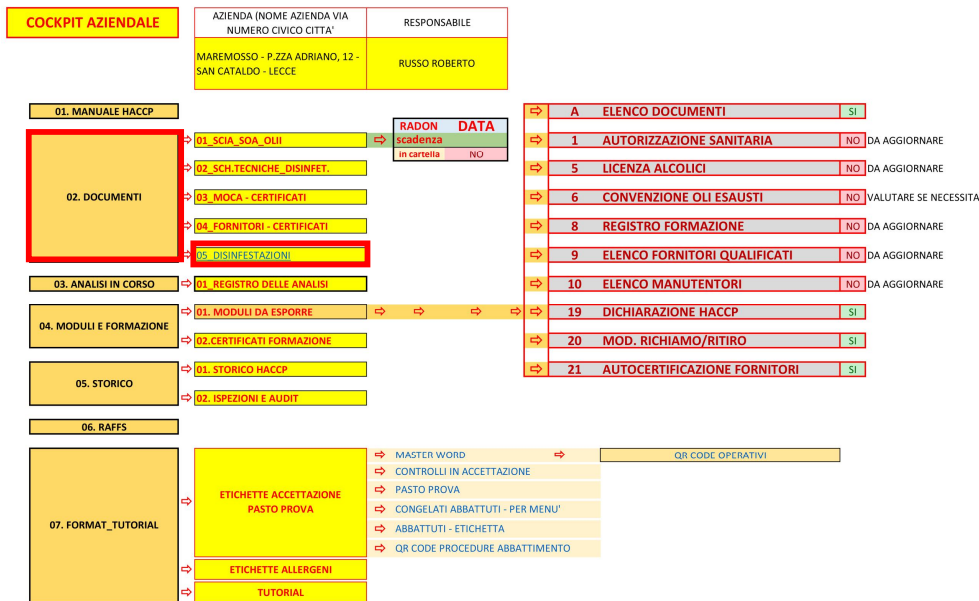 COCKPIT AZIENDALE
AZIENDA (NOME AZIENDA VIA
NUMERO CIVICO CITTA'
RESPONSABILE
MAREMOSSO - P.ZZA ADRIANO, 12 -
SAN CATALDO - LECCE
RUSSO ROBERTO
01. MANUALE HACCP
02. DOCUMENTI
01_SCIA_SOA_OLII
02_SCH.TECNICHE_DISINFET.
03_MOCA - CERTIFICATI
04_FORNITORI - CERTIFICATI
05_DISINFESTAZIONI
RADON DATA
scadenza
in cartella NO
A ELENCO DOCUMENTI SI
1 AUTORIZZAZIONE SANITARIA NO DA AGGIORNARE
5 LICENZA ALCOLICI NO DA AGGIORNARE
6 CONVENZIONE OLI ESAUSTI NO VALUTARE SE NECESSITA
8 REGISTRO FORMAZIONE NO DA AGGIORNARE
9 ELENCO FORNITORI QUALIFICATI NO DA AGGIORNARE
10 ELENCO MANUTENTORI NO DA AGGIORNARE
19 DICHIARAZIONE HACCP SI
20 MOD. RICHIAMO/RITIRO SI
21 AUTOCERTIFICAZIONE FORNITORI SI
03. ANALISI IN CORSO
01_REGISTRO DELLE ANALISI
04. MODULI E FORMAZIONE
01. MODULI DA ESPORRE
02.CERTIFICATI FORMAZIONE
05. STORICO
01. STORICO HACCP
02. ISPEZIONI E AUDIT
06. RAFFS
07. FORMAT_TUTORIAL
ETICHETTE ACCETTAZIONE
PASTO PROVA
MASTER WORD
QR CODE OPERATIVI
CONTROLLI IN ACCETTAZIONE
PASTO PROVA
CONGELATI ABBATTUTI - PER MENU'
ABBATTUTI - ETICHETTA
QR CODE PROCEDURE ABBATTIMENTO
ETICHETTE ALLERGENI
TUTORIAL